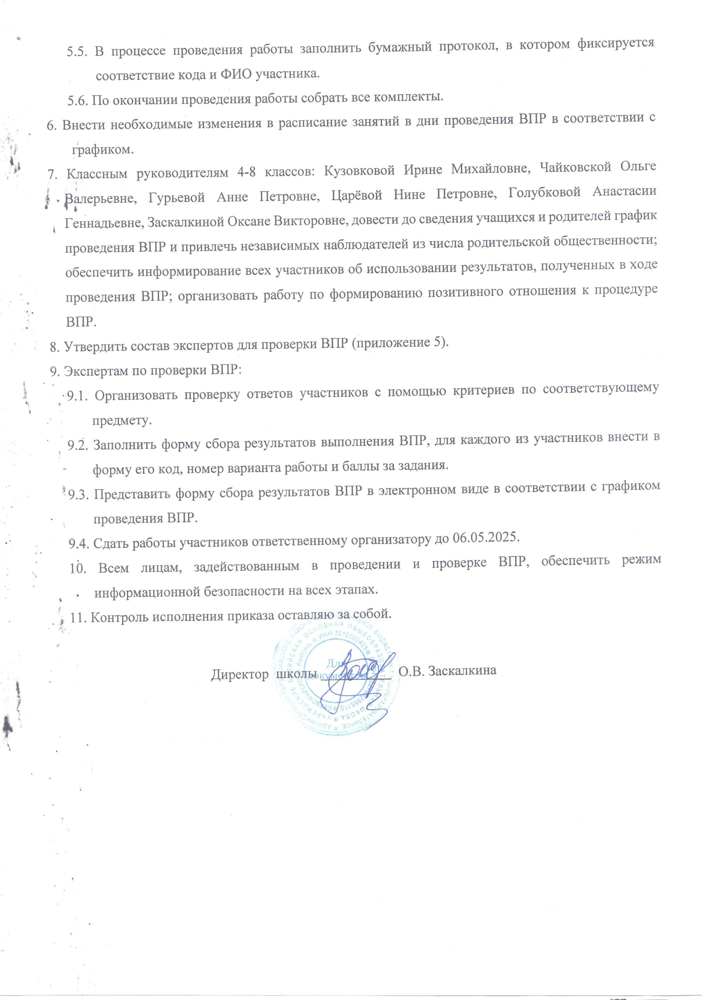 5.5. В процессе проведения работы заполнить бумажный протокол, в котором фиксируется
соответствие кода и ФИО участника.
5.6. По окончании проведения работы собрать все комплекты.
6. Внести необходимые изменения в расписание занятий в дни проведения ВПР в соответствии с
графиком.
7. Классным руководителям 4-8 классов: Кузовковой Ирине Михайловне, Чайковской Ольге
Валерьевне, Гурьевой Анне Петровне, Царёвой Нине Петровне, Голубковой Анастасии
Геннадьевне, Заскалкиной Оксане Викторовне, довести до сведения учащихся и родителей график
проведения ВПР и привлечь независимых наблюдателей из числа родительской общественности;
обеспечить информирование всех участников об использовании результатов, полученных в ходе
проведения ВПР; организовать работу по формированию позитивного отношения к процедуре
ВПР.
8. Утвердить состав экспертов для проверки ВПР (приложение 5).
9. Экспертам по проверки ВПР:
9.1. Организовать проверку ответов участников с помощью критериев по соответствующему
предмету.
9.2. Заполнить форму сбора результатов выполнения ВПР, для каждого из участников внести в
форму его код, номер варианта работы и баллы за задания.
9.3. Представить форму сбора результатов ВПР в электронном виде в соответствии с графиком
проведения ВПР.
9.4. Сдать работы участников ответственному организатору до 06.05.2025.
10. Всем лицам, задействованным в проведении и проверке ВПР, обеспечить режим
информационной безопасности на всех этапах.
11. Контроль исполнения приказа оставляю за собой.
Директор школы __________ О.В. Заскалкина
Для
документов
ИНН 7012003425
ПЕРВОМАЙСКОГО РАЙОНА
ОСНОВНАЯ ОБЩЕОБРАЗОВАТЕЛЬНАЯ ШКОЛА * УЧРЕЖДЕНИЕ